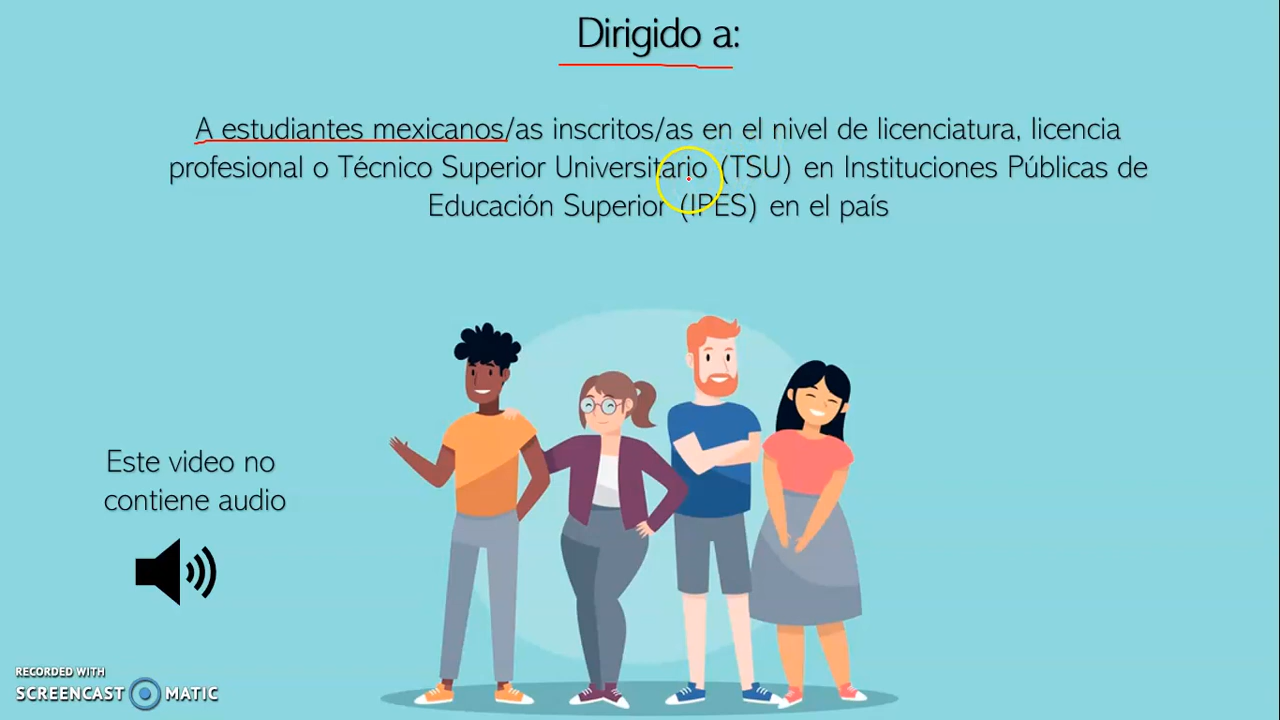 Dirigido a:
A estudiantes mexicanos/as inscritos/as en el nivel de licenciatura, licencia
profesional o Técnico Superior Universitario (TSU) en Instituciones Públicas de
Educación Superior (IPES) en el país
Este video no
contiene audio
RECORDED WITH
SCREENCAST MATIC